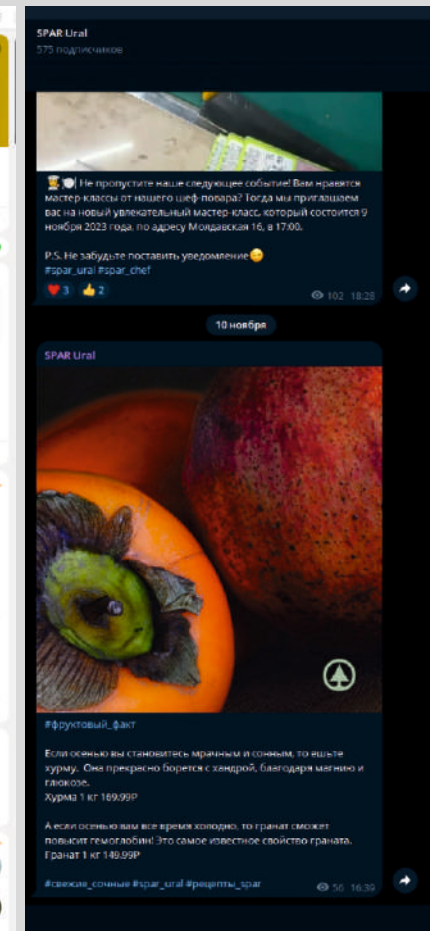 SPAR Ural
575 подписчиков
Не пропустите наше следующее событие! Вам нравятся
мастер-классы от нашего шеф-повара? Тогда мы приглашаем
вас на новый увлекательный мастер-класс, который состоится 9
ноября 2023 года, по адресу Молдавская 16, в 17:00.
P.S. Не забудьте поставить уведомление😉
#spar_ural #spar_chef
❤️ 3 👍 2
102 18:28
10 ноября
SPAR Ural
#фруктовый_факт
Если осенью вы становитесь мрачным и сонным, то ешьте
хурму. Она прекрасно борется с хандрой, благодаря магнию и
глюкозе.
Хурма 1 кг 169.99Р
А если осенью вам все время холодно, то гранат сможет
повысит гемоглобин! Это самое известное свойство граната.
Гранат 1 кг 149.99Р
#свежие_сочные #spar_ural #рецепты_spar
56 16:39